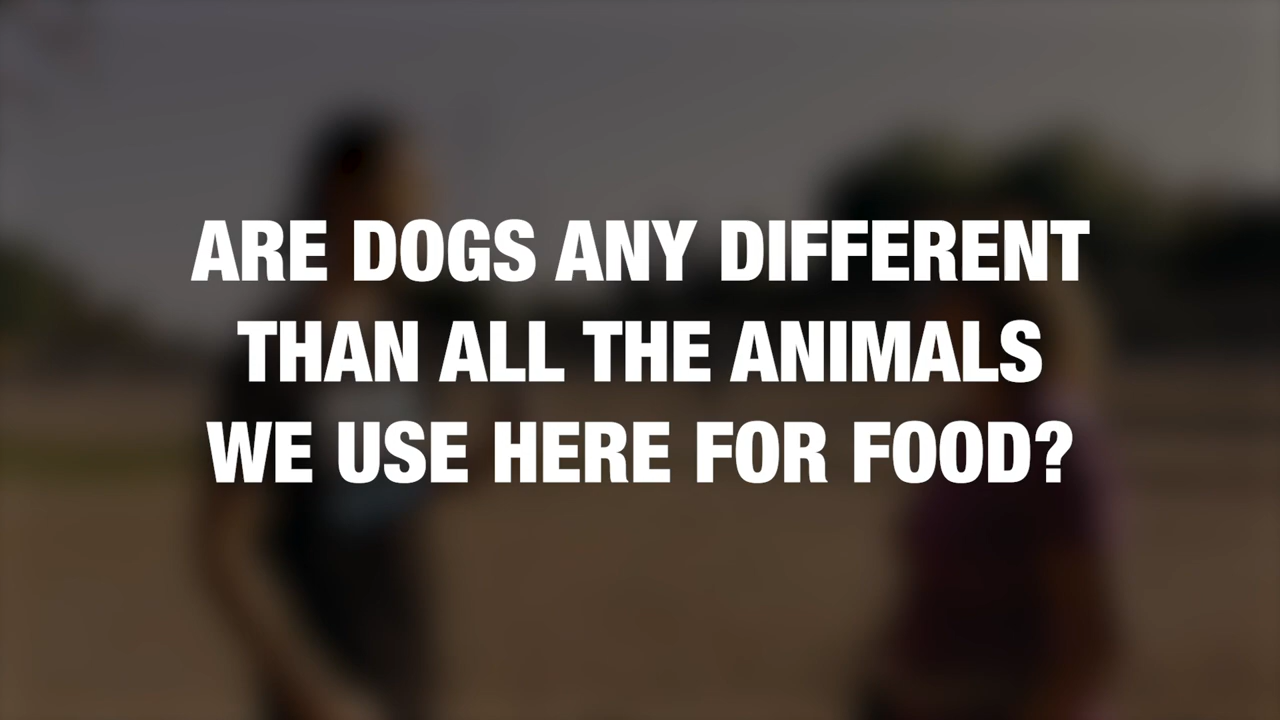 ARE DOGS ANY DIFFERENT
THAN ALL THE ANIMALS
WE USE HERE FOR FOOD?